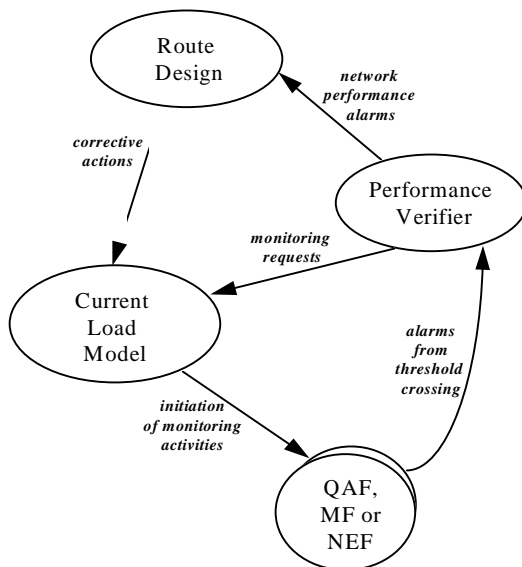 Route
Design
network
performance
alarms
corrective
actions
Performance
Verifier
monitoring
requests
Current
Load
Model
alarms
from
threshold
crossing
initiation
of monitoring
activities
QAF,
MF or
NEF